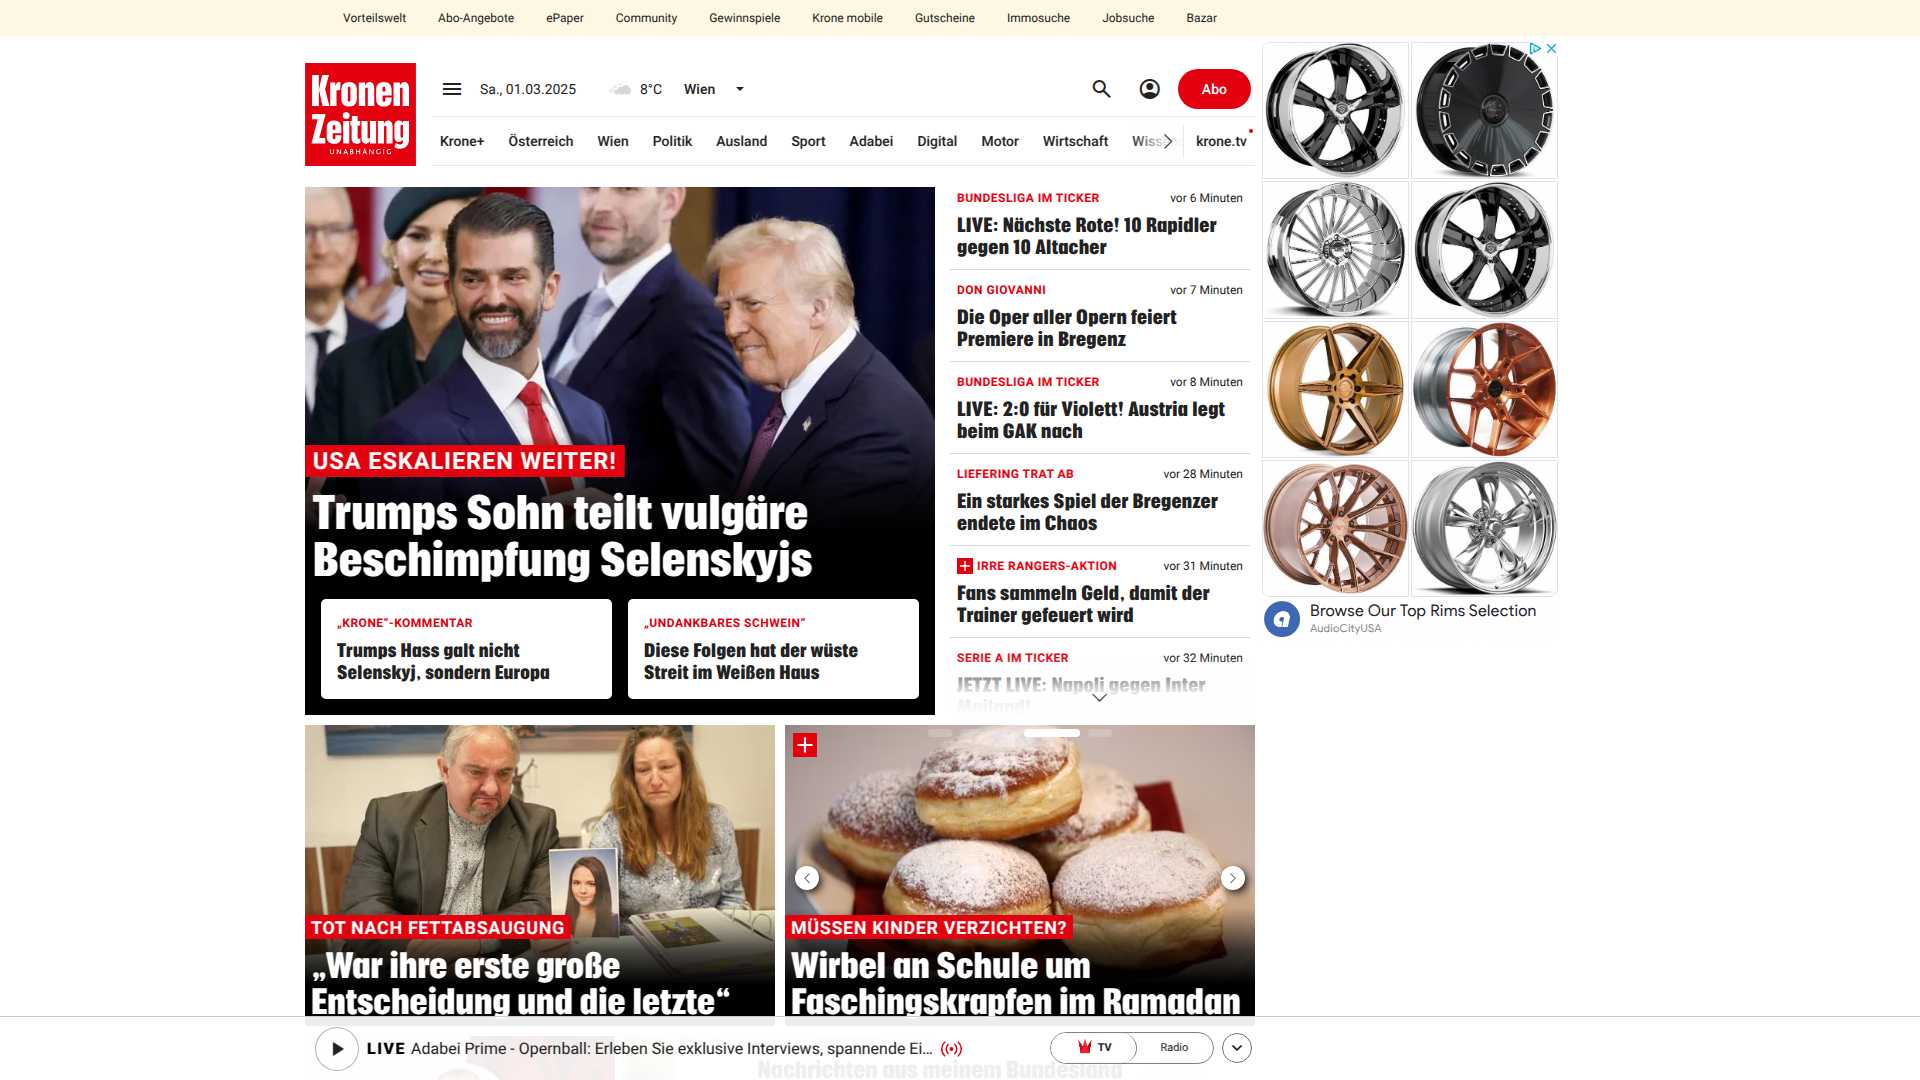 Vorteilswelt Abo-Angebote ePaper Community Gewinnspiele Krone mobile Gutscheine Immosuche Jobsuche Bazar
Kronen
Zeitung
UNABHÄNGIG
Sa., 01.03.2025 8°C Wien
Abo
Krone+ Österreich Wien Politik Ausland Sport Adabei Digital Motor Wirtschaft Wiss krone.tv
USA ESKALIEREN WEITER!
Trumps Sohn teilt vulgäre
Beschimpfung Selenskyjs
„KRONE“-KOMMENTAR
Trumps Hass galt nicht
Selenskyj, sondern Europa
„UNDANKBARES SCHWEIN“
Diese Folgen hat der wüste
Streit im Weißen Haus
BUNDESLIGA IM TICKER vor 6 Minuten
LIVE: Nächste Rote! 10 Rapidler
gegen 10 Altacher
DON GIOVANNI vor 7 Minuten
Die Oper aller Opern feiert
Premiere in Bregenz
BUNDESLIGA IM TICKER vor 8 Minuten
LIVE: 2:0 für Violett! Austria legt
beim GAK nach
LIEFERING TRAT AB vor 28 Minuten
Ein starkes Spiel der Bregenzer
endete im Chaos
IRRE RANGERS-AKTION vor 31 Minuten
Fans sammeln Geld, damit der
Trainer gefeuert wird
SERIE A IM TICKER vor 32 Minuten
JETZT LIVE: Napoli gegen Inter
Mailand!
Browse Our Top Rims Selection
AudioCityUSA
TOT NACH FETTABSAUGUNG
„War ihre erste große
Entscheidung und die letzte“
MÜSSEN KINDER VERZICHTEN?
Wirbel an Schule um
Faschingskrapfen im Ramadan
LIVE Adabei Prime - Opernball: Erleben Sie exklusive Interviews, spannende Ei...
TV Radio
Nachrichten aus meinem Bundesland